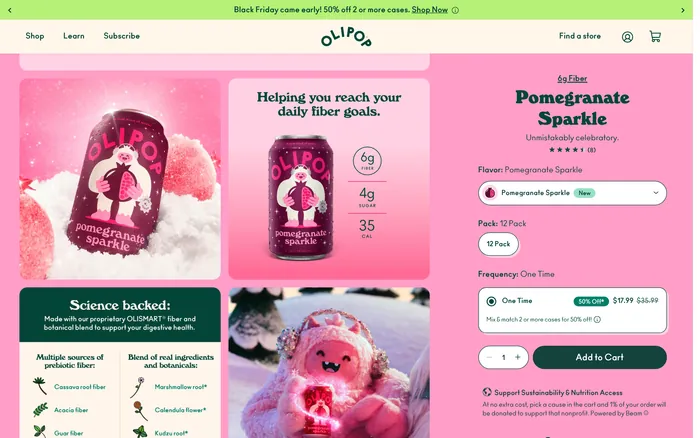 Black Friday came early! 50% off 2 or more cases. Shop Now
Shop
Learn
Subscribe
OLIPOP
Find a store
OLIPOP
pomegranate
sparkle
Helping you reach your
daily fiber goals.
OLIPOP
pomegranate
sparkle
6g
FIBER
4g
SUGAR
35
CAL
Science backed:
Made with our proprietary OLISMART™ fiber and
botanical blend to support your digestive health.
Multiple sources of
prebiotic fiber:
Cassava root fiber
Acacia fiber
Guar fiber
Blend of real ingredients
and botanicals:
Marshmallow root*
Calendula flower*
Kudzu root*
6g Fiber
Pomegranate
Sparkle
Unmistakably celebratory.
(8)
Flavor: Pomegranate Sparkle
Pomegranate Sparkle New
Pack: 12 Pack
12 Pack
Frequency: One Time
One Time 50% Off* $17.99 $35.99
Mix & match 2 or more cases for 50% off!
1
Add to Cart
Support Sustainability & Nutrition Access
At no extra cost, pick a cause in the cart and 1% of your order will
be donated to support that nonprofit. Powered by Beam